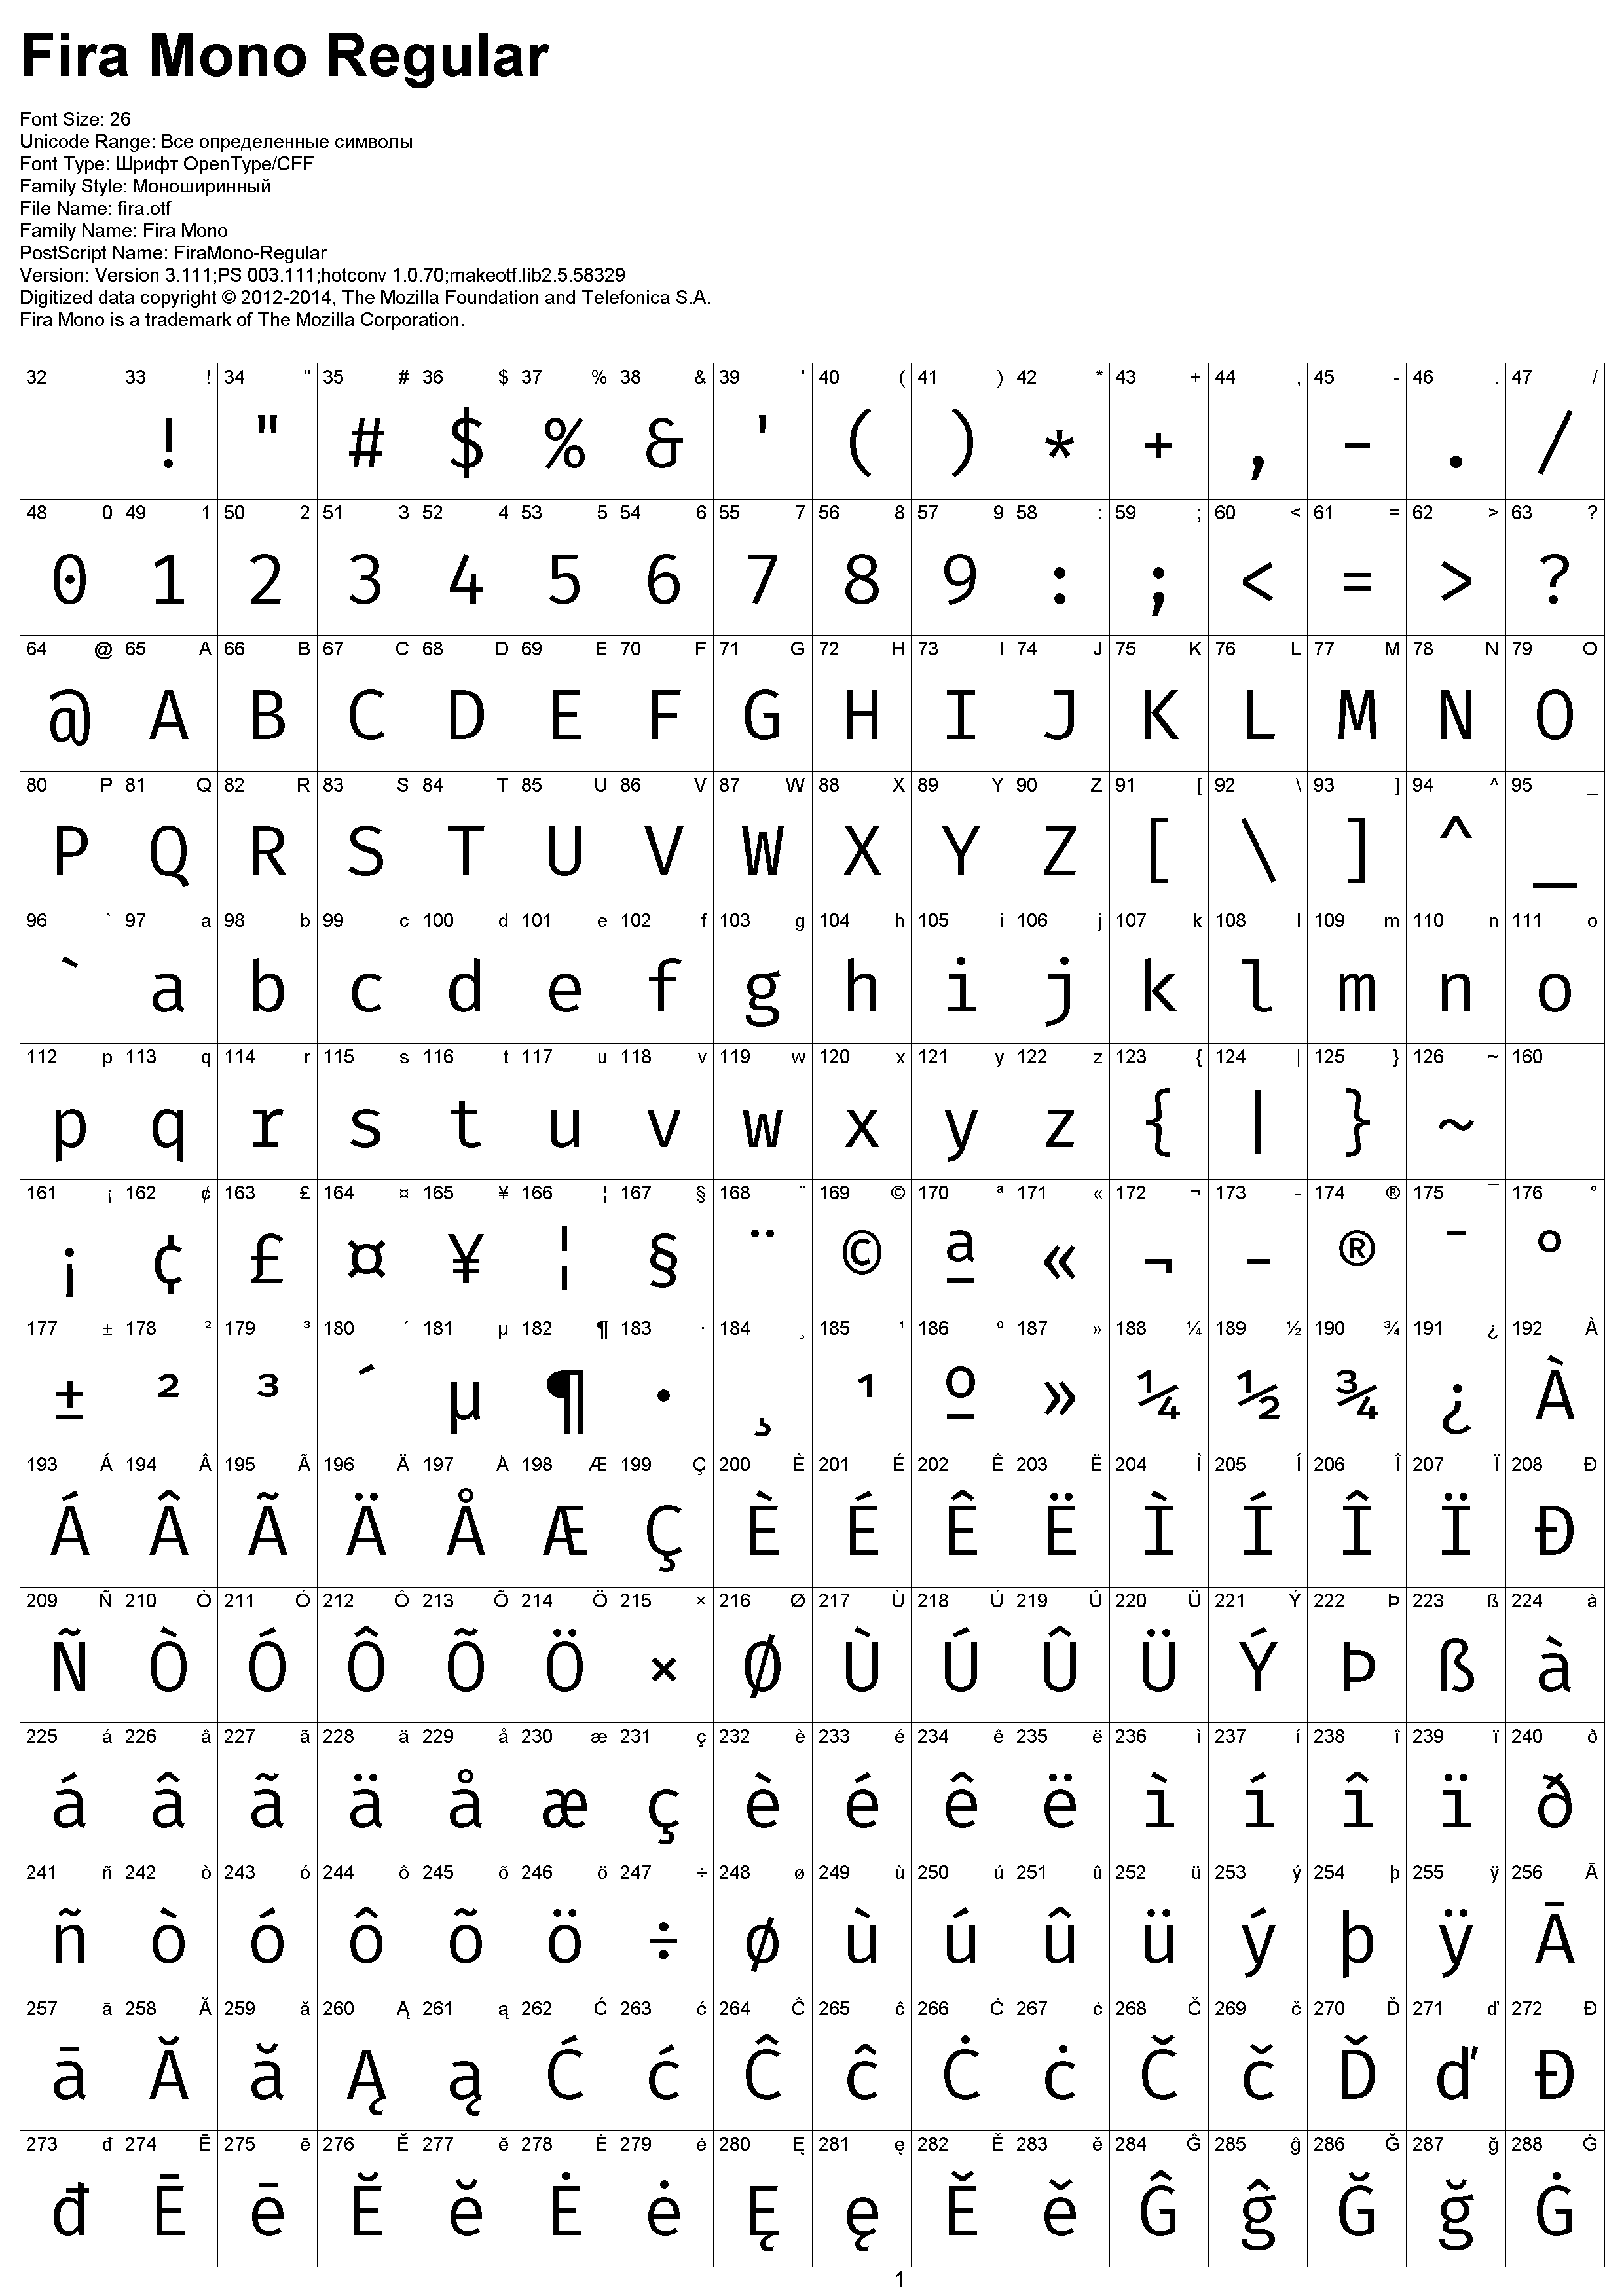 Fira Mono Regular
Font Size: 26
Unicode Range: Все определенные символы
Font Type: Шрифт OpenType/CFF
Family Style: Моноширинный
File Name: fira.otf
Family Name: Fira Mono
PostScript Name: FiraMono-Regular
Version: Version 3.111;PS 003.111;hotconv 1.0.70;makeotf.lib2.5.58329
Digitized data copyright © 2012-2014, The Mozilla Foundation and Telefonica S.A.
Fira Mono is a trademark of The Mozilla Corporation.
32 33 ! 34 " 35 # 36 $ 37 % 38 & 39 ' 40 ( 41 ) 42 * 43 + 44 , 45 - 46 . 47 /
! " # $ % & ' ( ) * + , - . /
48 0 49 1 50 2 51 3 52 4 53 5 54 6 55 7 56 8 57 9 58 : 59 ; 60 < 61 = 62 > 63 ?
0 1 2 3 4 5 6 7 8 9 : ; < = > ?
64 @ 65 A 66 B 67 C 68 D 69 E 70 F 71 G 72 H 73 I 74 J 75 K 76 L 77 M 78 N 79 O
@ A B C D E F G H I J K L M N O
80 P 81 Q 82 R 83 S 84 T 85 U 86 V 87 W 88 X 89 Y 90 Z 91 [ 92 \ 93 ] 94 ^ 95 _
P Q R S T U V W X Y Z [ \ ] ^ _
96 ` 97 a 98 b 99 c 100 d 101 e 102 f 103 g 104 h 105 i 106 j 107 k 108 l 109 m 110 n 111 o
` a b c d e f g h i j k l m n o
112 p 113 q 114 r 115 s 116 t 117 u 118 v 119 w 120 x 121 y 122 z 123 { 124 | 125 } 126 ~ 160
p q r s t u v w x y z { | } ~
161 ¡ 162 ¢ 163 £ 164 ¤ 165 ¥ 166 ¦ 167 § 168 ¨ 169 © 170 ª 171 « 172 ¬ 173 - 174 ® 175 ¯ 176 °
¡ ¢ £ ¤ ¥ ¦ § ¨ © ª « ¬ - ® ¯ °
177 ± 178 ² 179 ³ 180 ´ 181 µ 182 ¶ 183 · 184 ¸ 185 ¹ 186 º 187 » 188 ¼ 189 ½ 190 ¾ 191 ¿ 192 À
± ² ³ ´ µ ¶ · ¸ ¹ º » ¼ ½ ¾ ¿ À
193 Á 194 Â 195 Ã 196 Ä 197 Å 198 Æ 199 Ç 200 È 201 É 202 Ê 203 Ë 204 Ì 205 Í 206 Î 207 Ï 208 Ð
Á Â Ã Ä Å Æ Ç È É Ê Ë Ì Í Î Ï Ð
209 Ñ 210 Ò 211 Ó 212 Ô 213 Õ 214 Ö 215 × 216 Ø 217 Ù 218 Ú 219 Û 220 Ü 221 Ý 222 Þ 223 ß 224 à
Ñ Ò Ó Ô Õ Ö × Ø Ù Ú Û Ü Ý Þ ß à
225 á 226 â 227 ã 228 ä 229 å 230 æ 231 ç 232 è 233 é 234 ê 235 ë 236 ì 237 í 238 î 239 ï 240 ð
á â ã ä å æ ç è é ê ë ì í î ï ð
241 ñ 242 ò 243 ó 244 ô 245 õ 246 ö 247 ÷ 248 ø 249 ù 250 ú 251 û 252 ü 253 ý 254 þ 255 ÿ 256 Ā
ñ ò ó ô õ ö ÷ ø ù ú û ü ý þ ÿ Ā
257 ā 258 Ă 259 ă 260 Ą 261 ą 262 Ć 263 ć 264 Ĉ 265 ĉ 266 Ċ 267 ċ 268 Č 269 č 270 Ď 271 ď 272 Đ
ā Ă ă Ą ą Ć ć Ĉ ĉ Ċ ċ Č č Ď ď Đ
273 đ 274 Ē 275 ē 276 Ĕ 277 ĕ 278 Ė 279 ė 280 Ę 281 ę 282 Ě 283 ě 284 Ĝ 285 ĝ 286 Ğ 287 ğ 288 Ġ
đ Ē ē Ĕ ĕ Ė ė Ę ę Ě ě Ĝ ĝ Ğ ğ Ġ
1